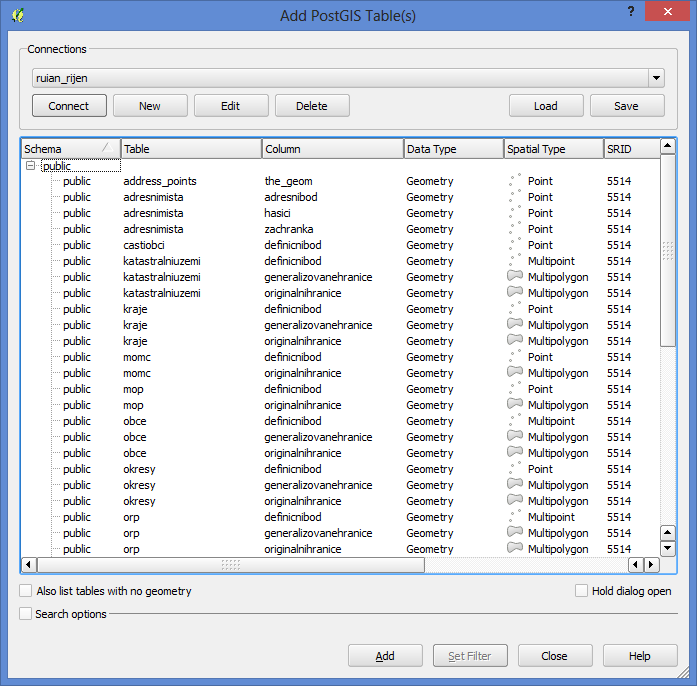 Add PostGIS Table(s)
?
Connections
ruian_rijen
Connect New Edit Delete Load Save
Schema Table Column Data Type Spatial Type SRID
public
public address_points the_geom Geometry Point 5514
public adresnimista adresnibod Geometry Point 5514
public adresnimista hasici Geometry Point 5514
public adresnimista zachranka Geometry Point 5514
public castiobci definicnibod Geometry Point 5514
public katastralniuzemi definicnibod Geometry Multipoint 5514
public katastralniuzemi generalizovanehranice Geometry Multipolygon 5514
public katastralniuzemi originalnihranice Geometry Multipolygon 5514
public kraje definicnibod Geometry Point 5514
public kraje generalizovanehranice Geometry Multipolygon 5514
public kraje originalnihranice Geometry Multipolygon 5514
public momc definicnibod Geometry Point 5514
public momc originalnihranice Geometry Multipolygon 5514
public mop definicnibod Geometry Point 5514
public mop originalnihranice Geometry Multipolygon 5514
public obce definicnibod Geometry Multipoint 5514
public obce generalizovanehranice Geometry Multipolygon 5514
public obce originalnihranice Geometry Multipolygon 5514
public okresy definicnibod Geometry Point 5514
public okresy generalizovanehranice Geometry Multipolygon 5514
public okresy originalnihranice Geometry Multipolygon 5514
public orp definicnibod Geometry Multipoint 5514
public orp generalizovanehranice Geometry Multipolygon 5514
public orp originalnihranice Geometry Multipolygon 5514
Also list tables with no geometry Hold dialog open
Search options
Add Set Filter Close Help